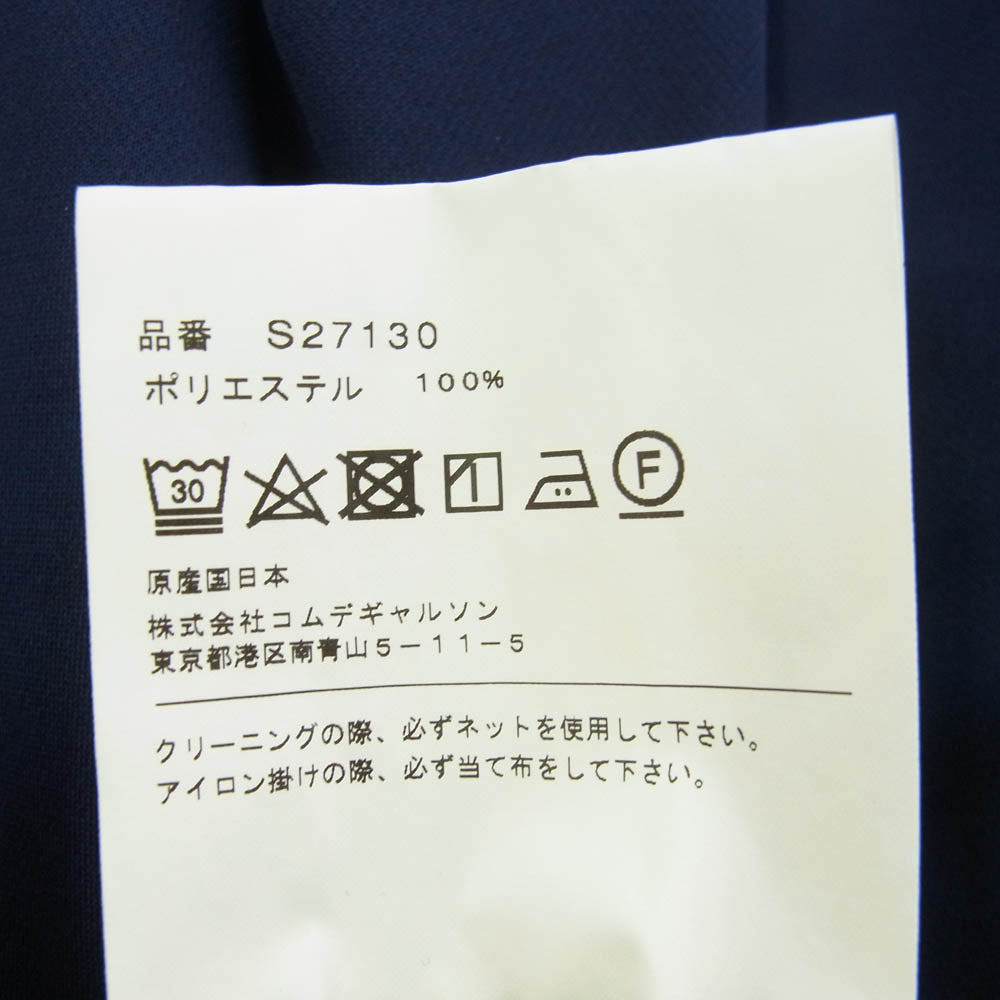 品番 S27130
ポリエステル 100%
30 F
原産国日本
株式会社コムデギャルソン
東京都港区南青山5-11-5
クリーニングの際、必ずネットを使用して下さい。
アイロン掛けの際、必ず当て布をして下さい。